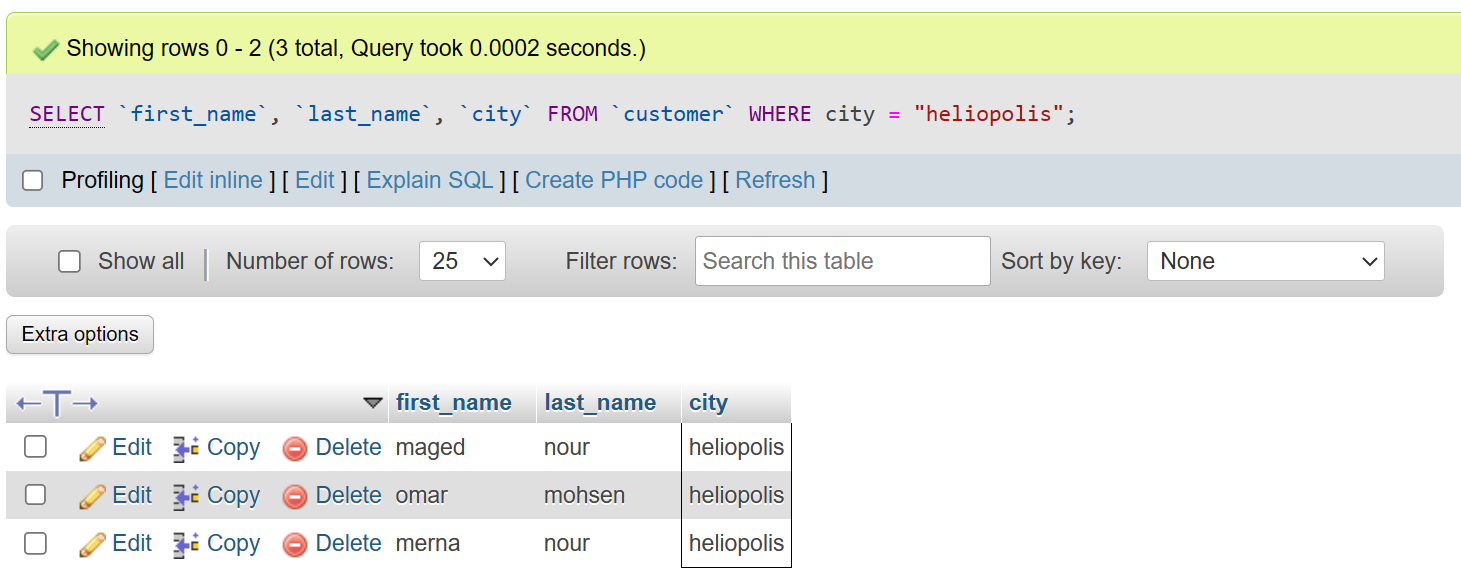 Showing rows 0 - 2 (3 total, Query took 0.0002 seconds.)
SELECT `first_name`, `last_name`, `city` FROM `customer` WHERE city = "heliopolis";
Profiling [ Edit inline ] [ Edit ] [ Explain SQL ] [ Create PHP code ] [ Refresh ]
Show all | Number of rows: 25 Filter rows: Search this table Sort by key: None
Extra options
←T→ first_name last_name city
Edit Copy Delete maged nour heliopolis
Edit Copy Delete omar mohsen heliopolis
Edit Copy Delete merna nour heliopolis